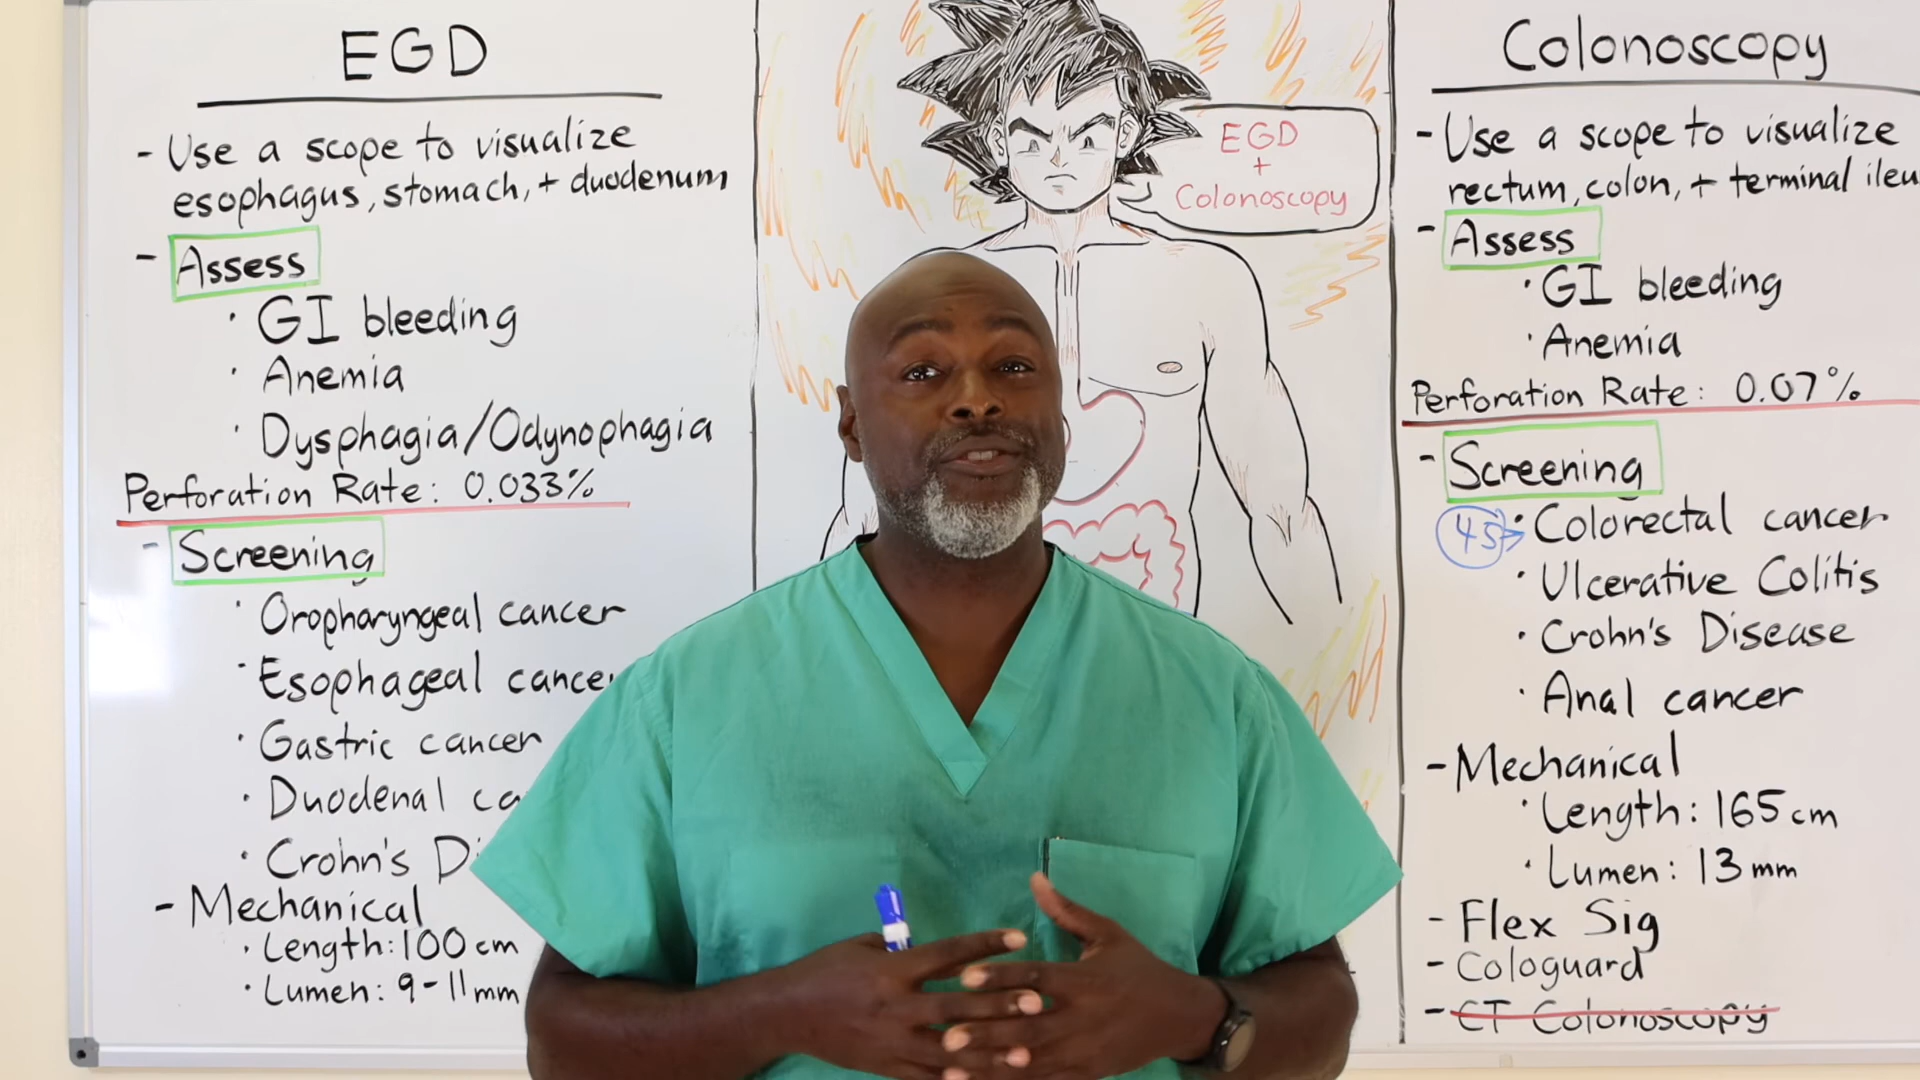 EGD
- Use a scope to visualize
esophagus, stomach, + duodenum
- Assess
· GI bleeding
· Anemia
· Dysphagia/Odynophagia
Perforation Rate: 0.033%
- Screening
· Oropharyngeal cancer
· Esophageal cance
· Gastric cancer
· Duodenal ca
· Crohn's Di
- Mechanical
· Length: 100 cm
· Lumen: 9-11 mm
EGD
+
Colonoscopy
Colonoscopy
- Use a scope to visualize
rectum, colon, + terminal ileu
- Assess
· GI bleeding
· Anemia
Perforation Rate: 0.07%
- Screening
45 · Colorectal cancer
· Ulcerative Colitis
· Crohn's Disease
· Anal cancer
- Mechanical
· Length: 165 cm
· Lumen: 13 mm
- Flex Sig
- Cologuard
- CT Colonoscopy